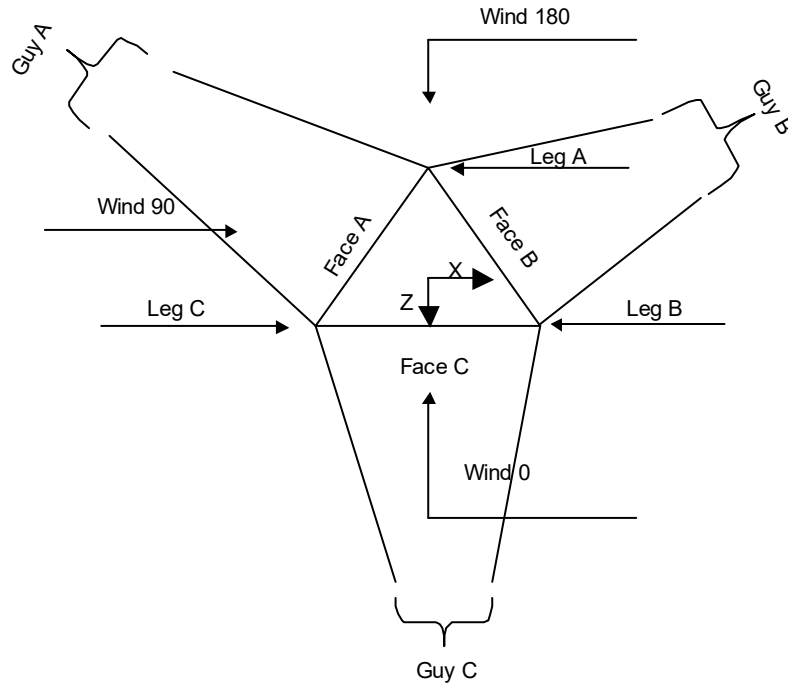 Wind 180
Guy A
Guy B
Leg A
Wind 90
Face A
Face B
X
Z
Leg C
Leg B
Face C
Wind 0
Guy C